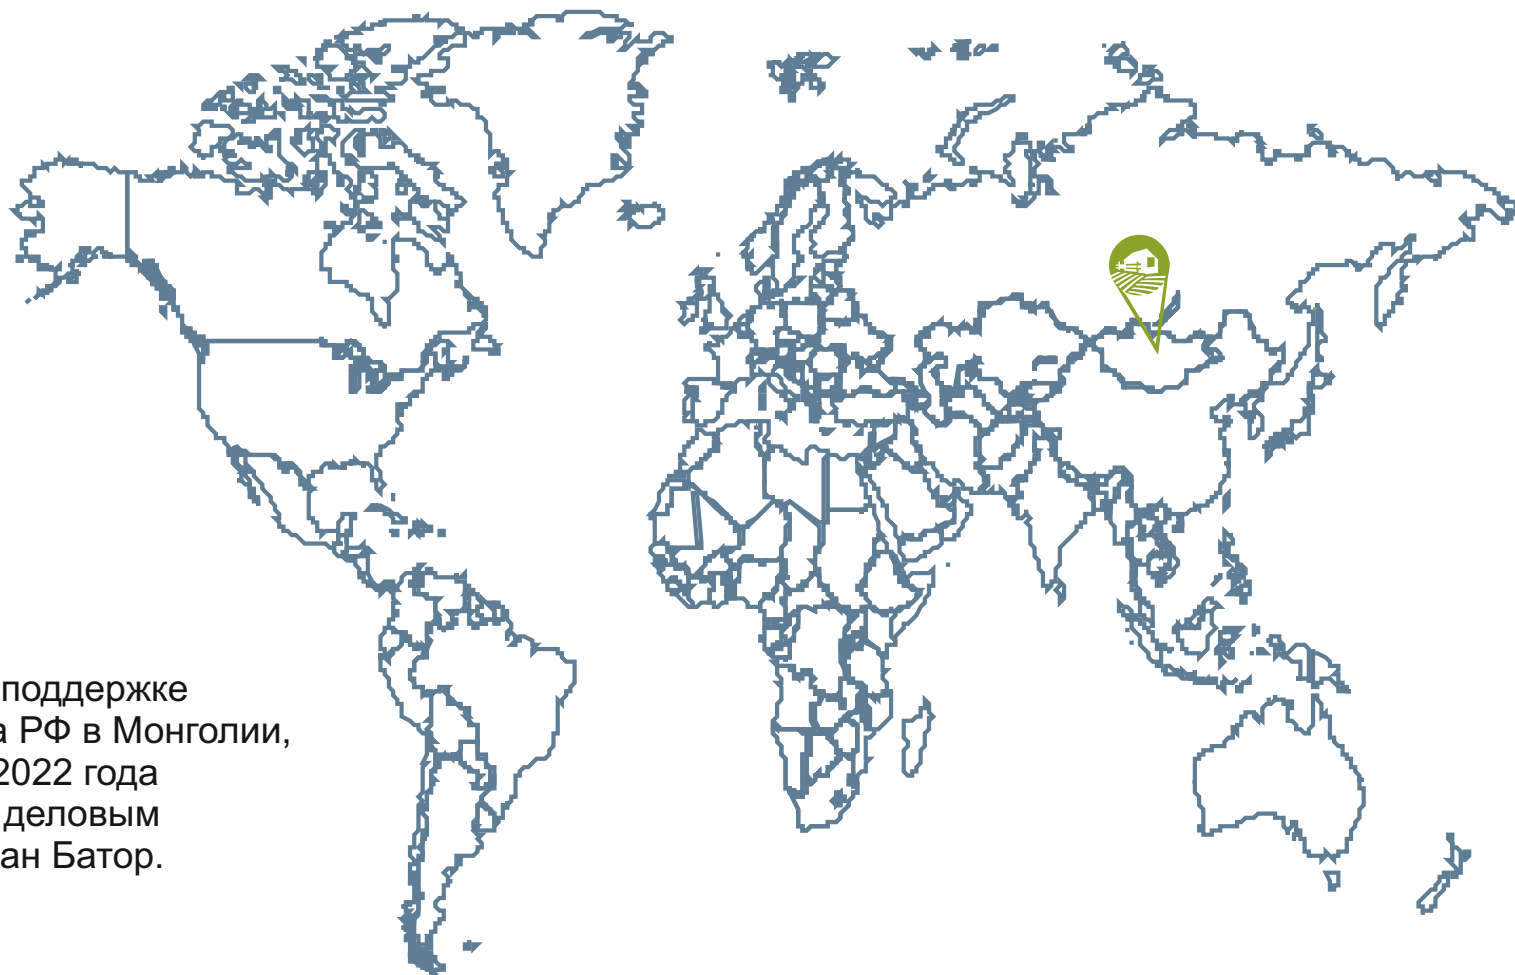 поддержке
а РФ в Монголии,
2022 года
деловым
ан Батор.